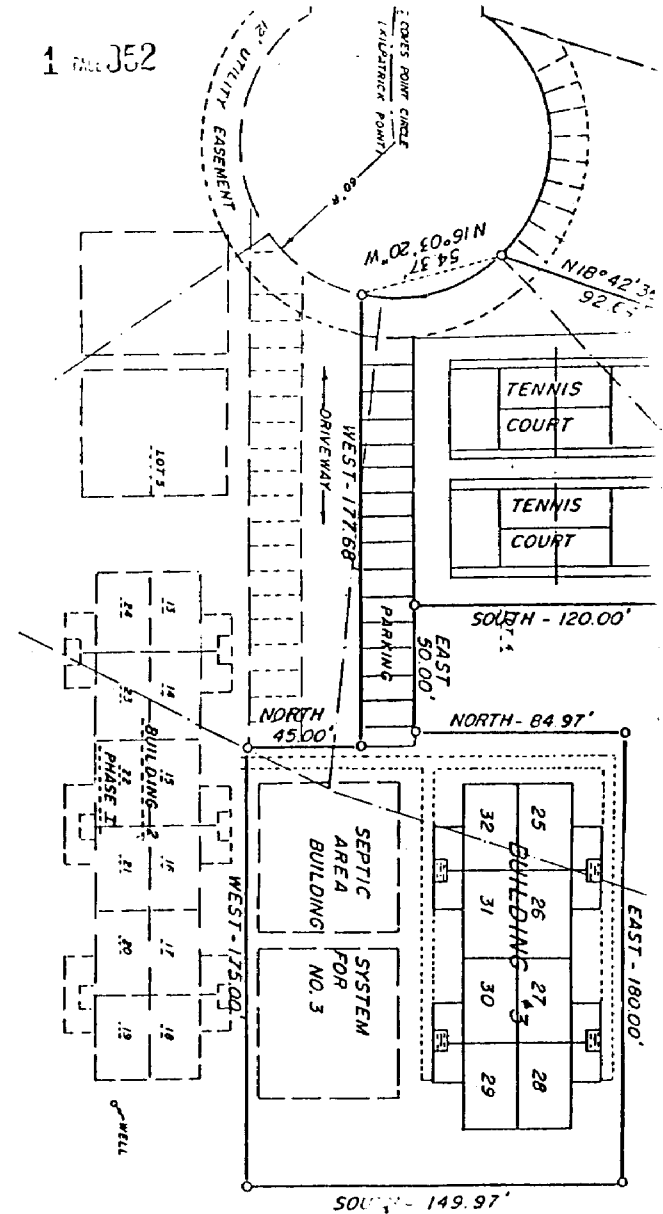 1 052
12' UTILITY EASEMENT
COVES POINT CIRCLE
(KILPATRICK POINT)
60' R
54.37'
N16°03'20"W
N18°42'3
92.6
TENNIS
COURT
TENNIS
COURT
LOT 5
DRIVEWAY
WEST - 177.68
PARKING
SOUTH - 120.00'
EAST
50.00'
NORTH
45.00'
NORTH - 84.97'
24
13
23
14
22
15
21
16
20
17
19
18
BUILDING 2
PHASE I
SEPTIC SYSTEM
AREA FOR
BUILDING NO. 3
WEST - 175.00'
32
25
31
26
30
27
29
28
BUILDING #3
EAST - 180.00'
WELL
SOUTH - 149.97'